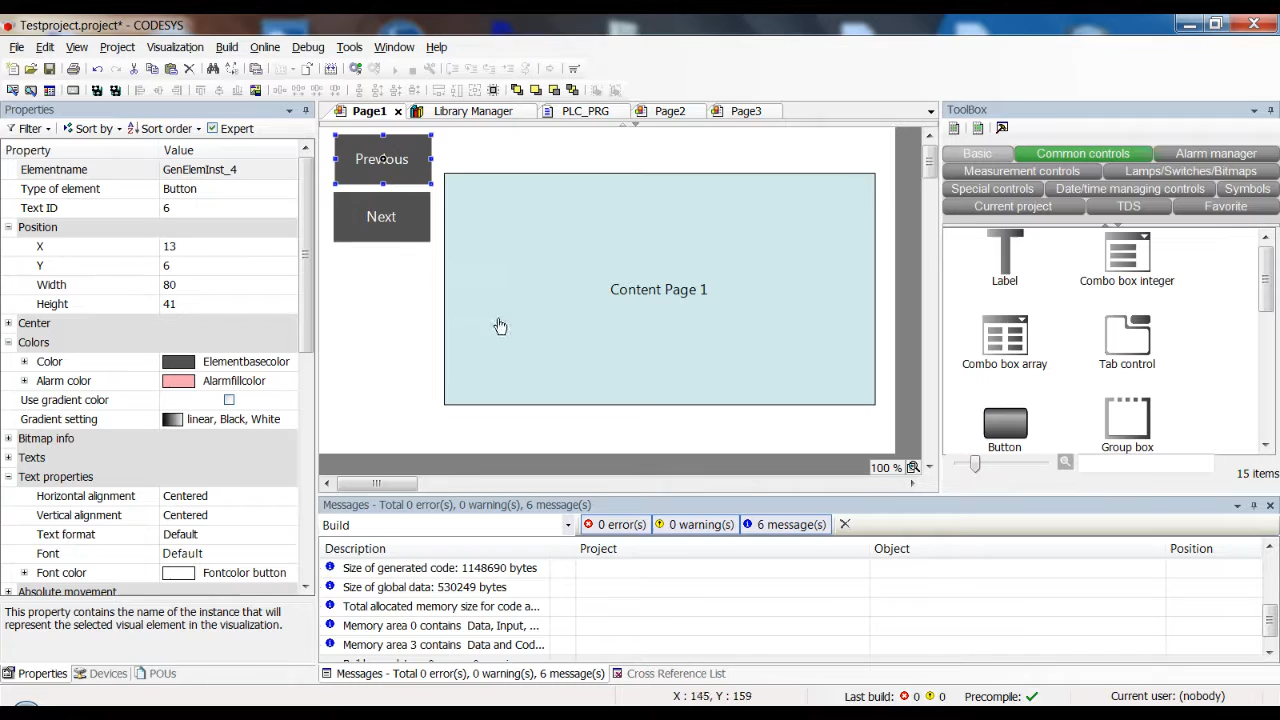 Testproject.project* - CODESYS
File Edit View Project Visualization Build Online Debug Tools Window Help
Properties
Filter Sort by Sort order Expert
Property Value
Elementname GenElemInst_4
Type of element Button
Text ID 6
Position
X 13
Y 6
Width 80
Height 41
Center
Colors
Color Elementbasecolor
Alarm color Alarmfillcolor
Use gradient color
Gradient setting linear, Black, White
Bitmap info
Texts
Text properties
Horizontal alignment Centered
Vertical alignment Centered
Text format Default
Font Default
Font color Fontcolor button
Absolute movement
This property contains the name of the instance that will
represent the selected visual element in the visualization.
Properties Devices POUs
Page1 Library Manager PLC_PRG Page2 Page3
Previous
Next
Content Page 1
100 %
ToolBox
Basic Common controls Alarm manager
Measurement controls Lamps/Switches/Bitmaps
Special controls Date/time managing controls Symbols
Current project TDS Favorite
Label Combo box integer
Combo box array Tab control
Button Group box
15 items
Messages - Total 0 error(s), 0 warning(s), 6 message(s)
Build 0 error(s) 0 warning(s) 6 message(s)
Description Project Object Position
Size of generated code: 1148690 bytes
Size of global data: 530249 bytes
Total allocated memory size for code a...
Memory area 0 contains Data, Input, ...
Memory area 3 contains Data and Cod...
Messages - Total 0 error(s), 0 warning(s), 6 message(s) Cross Reference List
X : 145, Y : 159 Last build: 0 0 Precompile: Current user: (nobody)